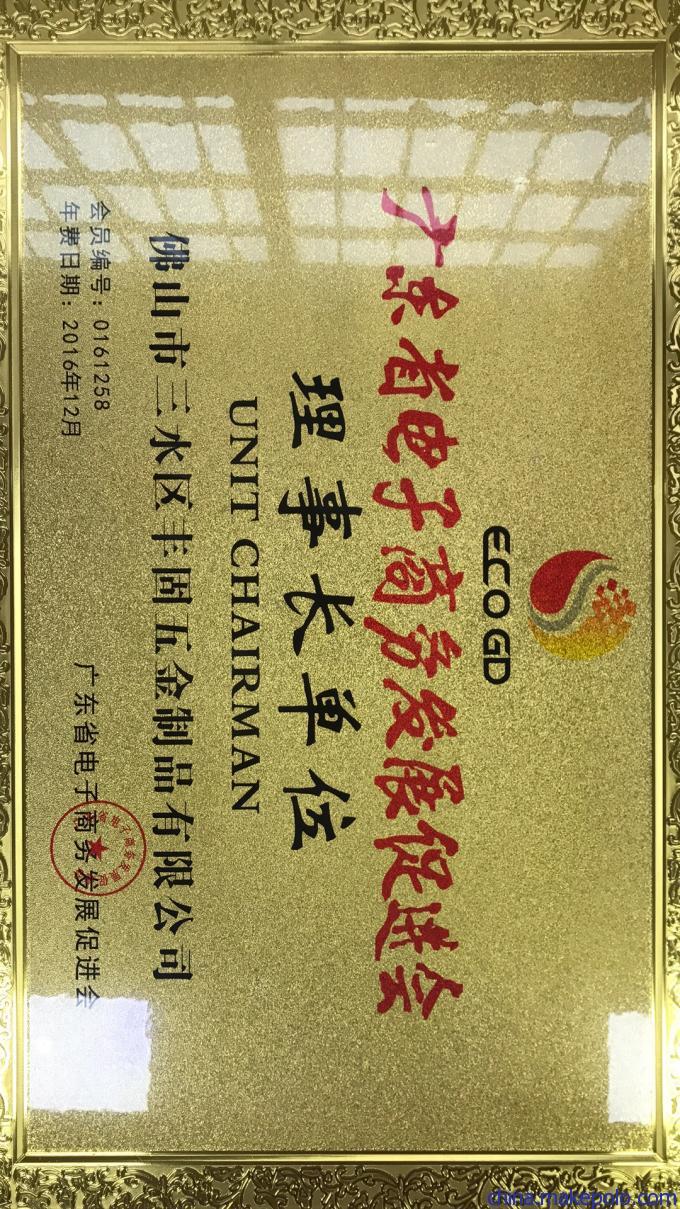 ECOGD
广东省电子商务发展促进会
理事长单位
UNIT CHAIRMAN
佛山市三水区丰固五金制品有限公司
会员编号：0161258
年费日期：2016年12月
广东省电子商务发展促进会
china.makepolo.com